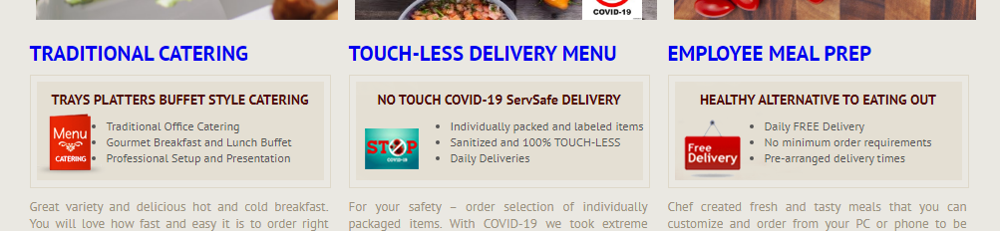 COVID-19
TRADITIONAL CATERING
TRAYS PLATTERS BUFFET STYLE CATERING
Menu
CATERING
Traditional Office Catering
Gourmet Breakfast and Lunch Buffet
Professional Setup and Presentation
Great variety and delicious hot and cold breakfast.
You will love how fast and easy it is to order right
TOUCH-LESS DELIVERY MENU
NO TOUCH COVID-19 ServSafe DELIVERY
STOP
COVID-19
Individually packed and labeled items
Sanitized and 100% TOUCH-LESS
Daily Deliveries
For your safety – order selection of individually
packaged items. With COVID-19 we took extreme
EMPLOYEE MEAL PREP
HEALTHY ALTERNATIVE TO EATING OUT
Free
Delivery
Daily FREE Delivery
No minimum order requirements
Pre-arranged delivery times
Chef created fresh and tasty meals that you can
customize and order from your PC or phone to be